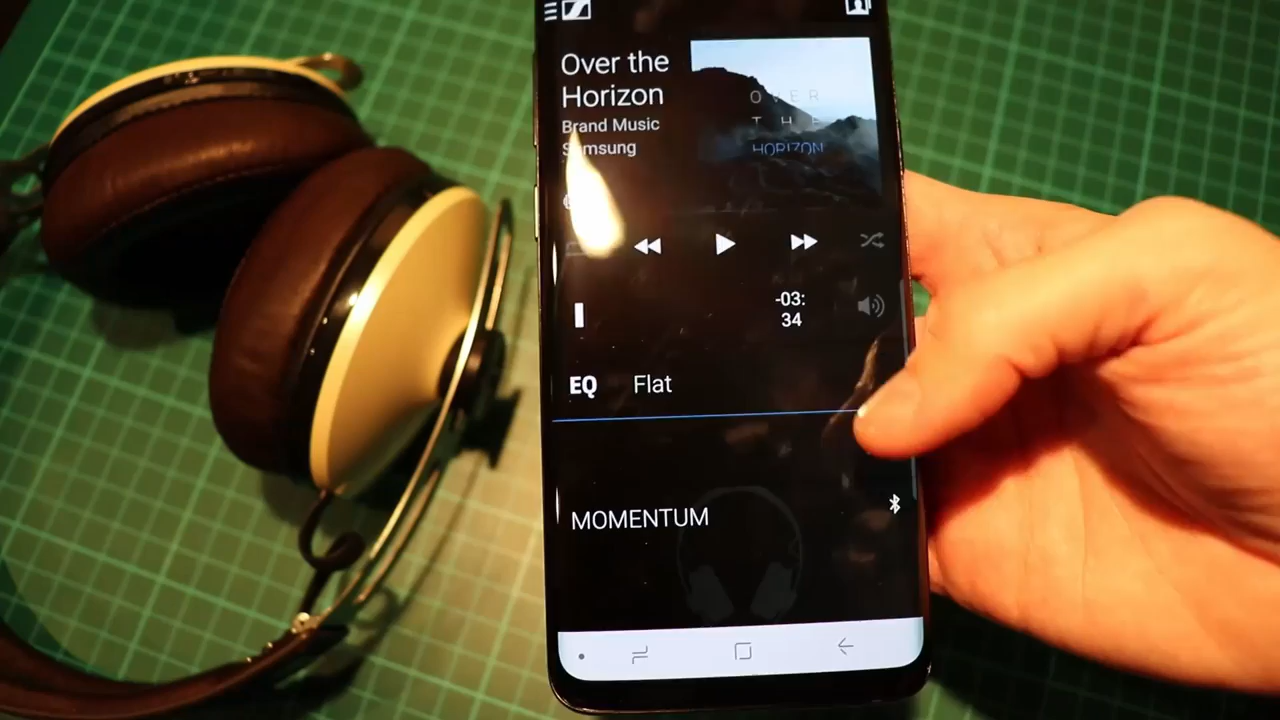 Over the
Horizon
Brand Music
Samsung
OVER
THE
HORIZON
-03:
34
EQ Flat
MOMENTUM